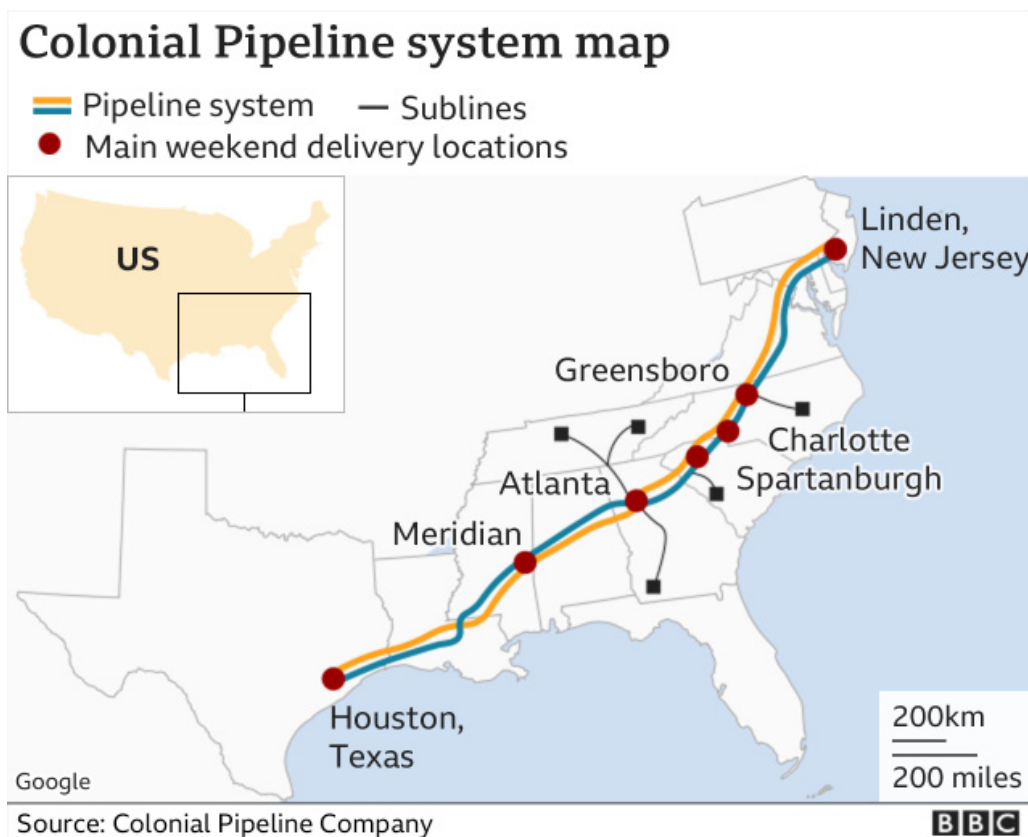 Colonial Pipeline system map
Pipeline system
Sublines
Main weekend delivery locations
US
Linden,
New Jersey
Greensboro
Charlotte
Spartanburgh
Atlanta
Meridian
Houston,
Texas
200km
200 miles
Google
Source: Colonial Pipeline Company
BBC